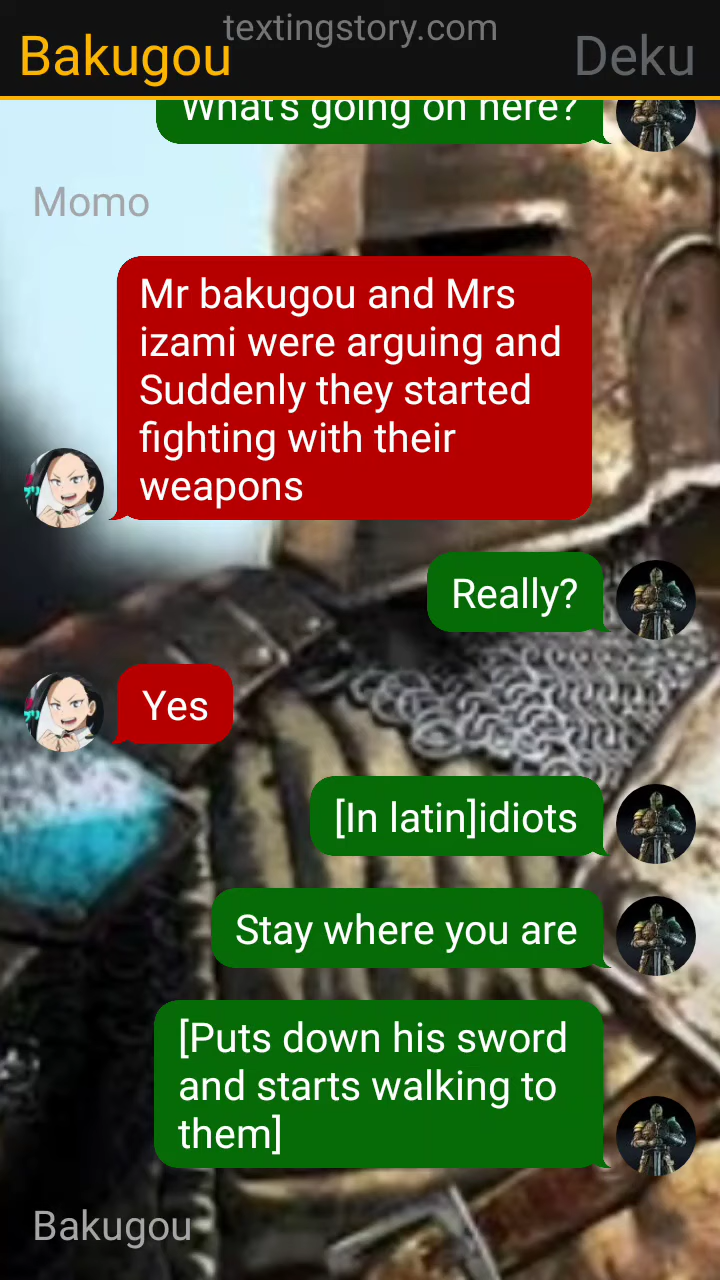 textingstory.com
Bakugou
Deku
What's going on here?
Momo
Mr bakugou and Mrs
izami were arguing and
Suddenly they started
fighting with their
weapons
Really?
Yes
[In latin]idiots
Stay where you are
[Puts down his sword
and starts walking to
them]
Bakugou